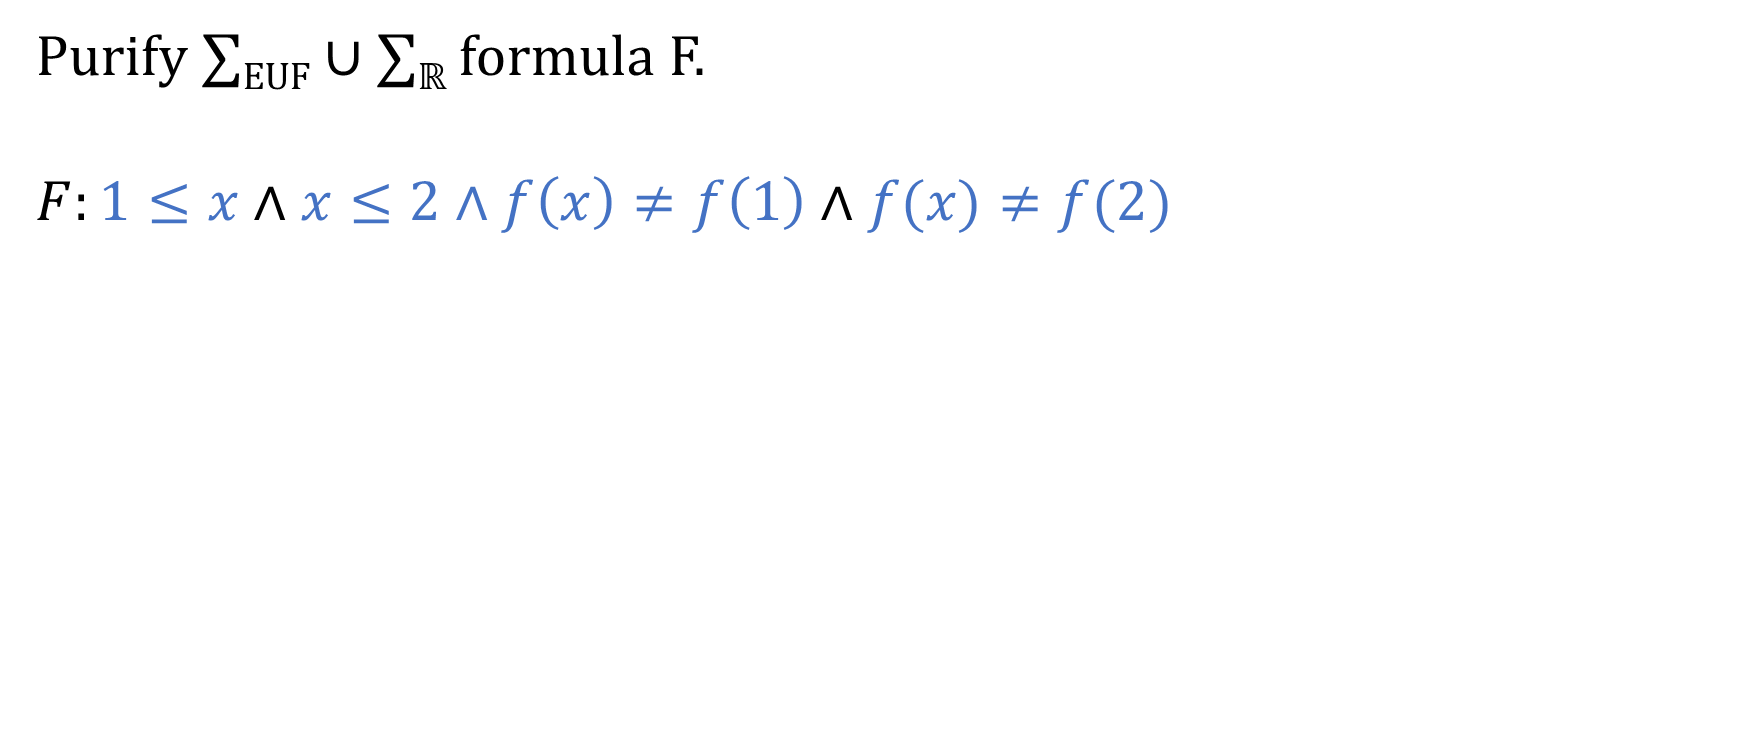 Purify ∑EUF ∪ ∑ℝ formula F.
F: 1 ≤ x ∧ x ≤ 2 ∧ f(x) ≠ f(1) ∧ f(x) ≠ f(2)